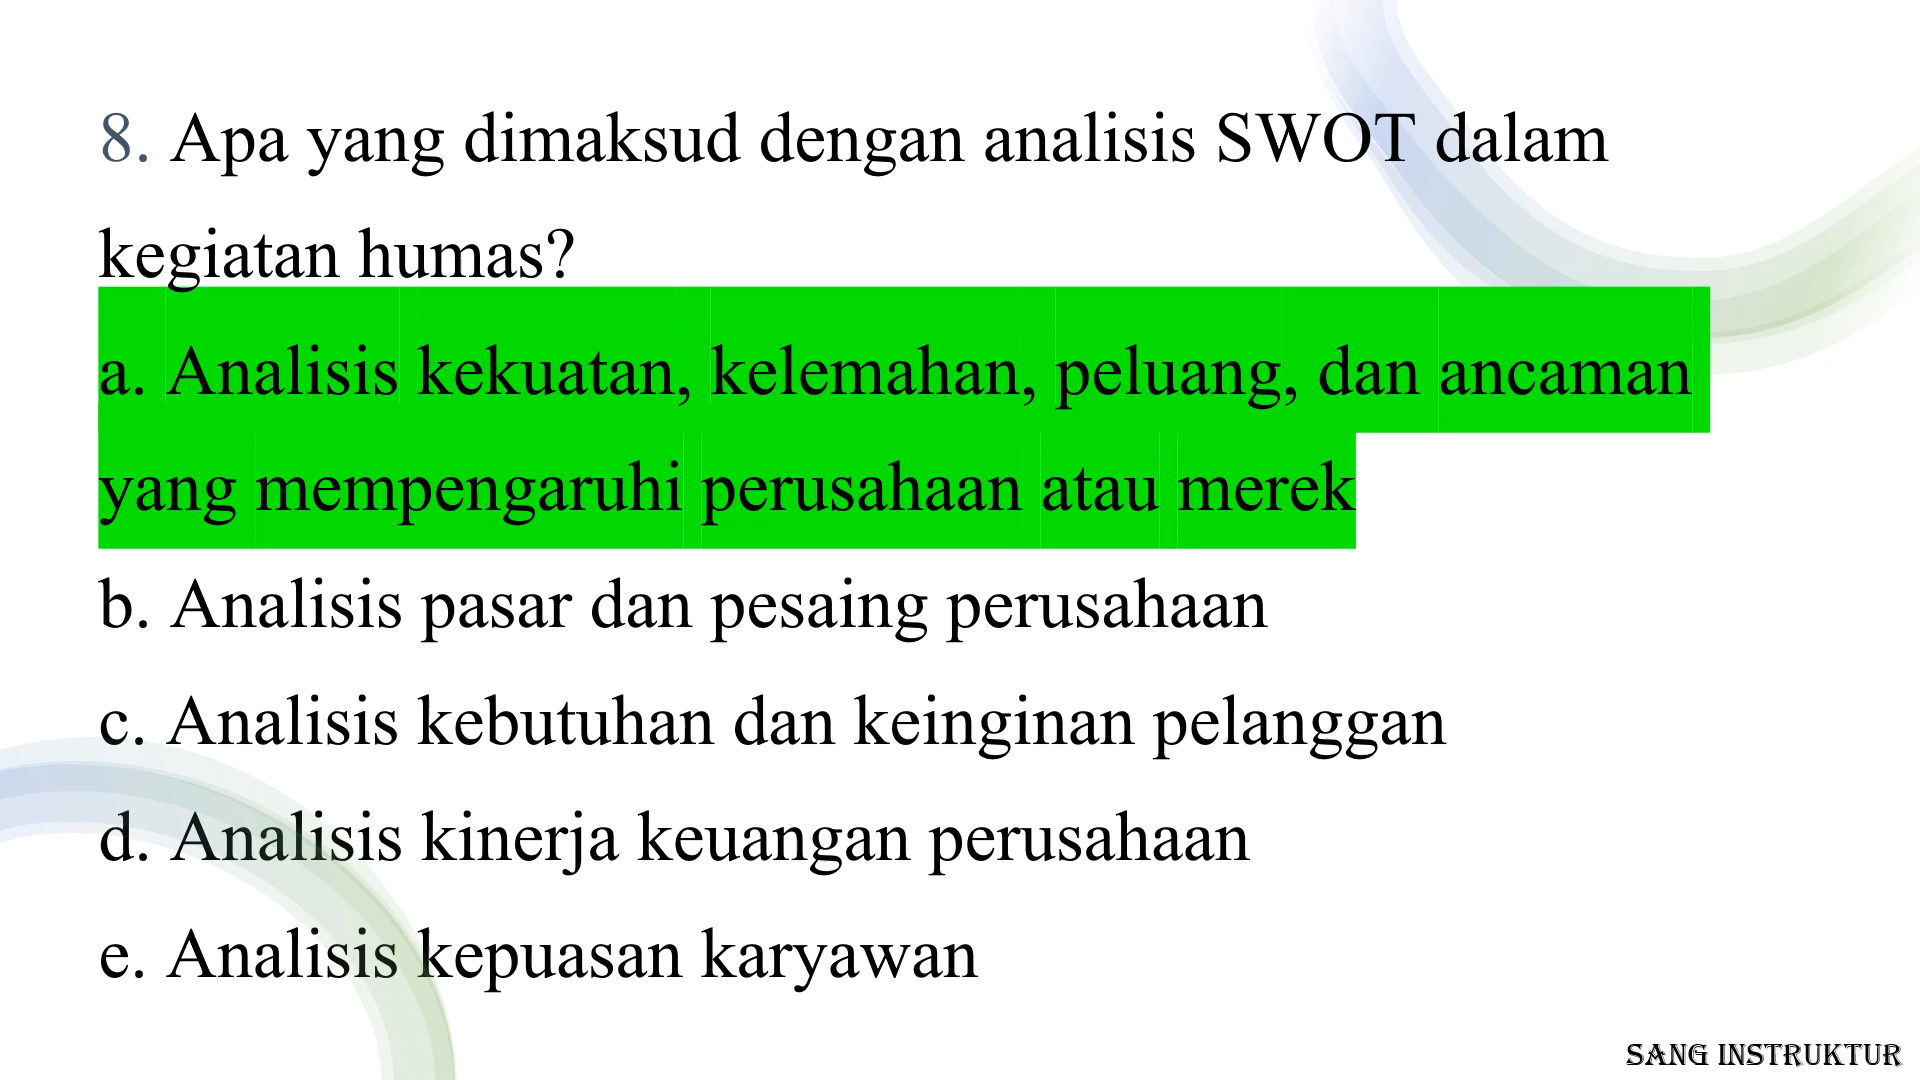 8. Apa yang dimaksud dengan analisis SWOT dalam
kegiatan humas?
a. Analisis kekuatan, kelemahan, peluang, dan ancaman
yang mempengaruhi perusahaan atau merek
b. Analisis pasar dan pesaing perusahaan
c. Analisis kebutuhan dan keinginan pelanggan
d. Analisis kinerja keuangan perusahaan
e. Analisis kepuasan karyawan
SANG INSTRUKTUR